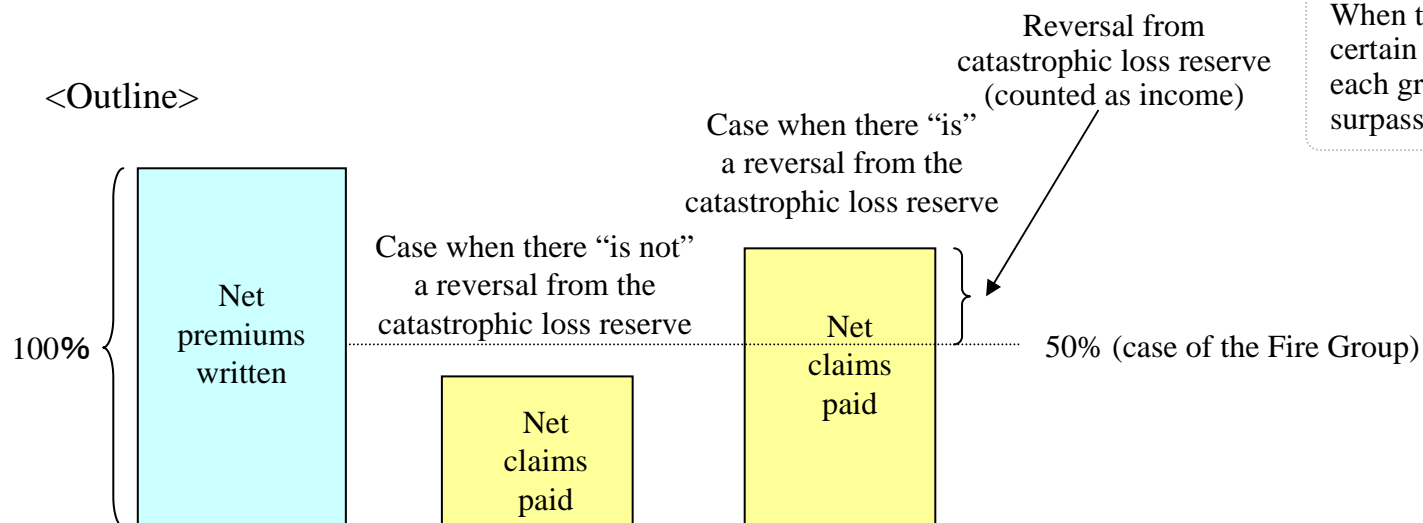 <Outline>
Reversal from
catastrophic loss reserve
(counted as income)
certain
each
Case when there “is”
a reversal from the
catastrophic loss reserve
Case when there “is not”
a reversal from the
catastrophic loss reserve
100%
Net
premiums
written
Net
claims
paid
Net
claims
paid
50% (case of the Fire Group)
When